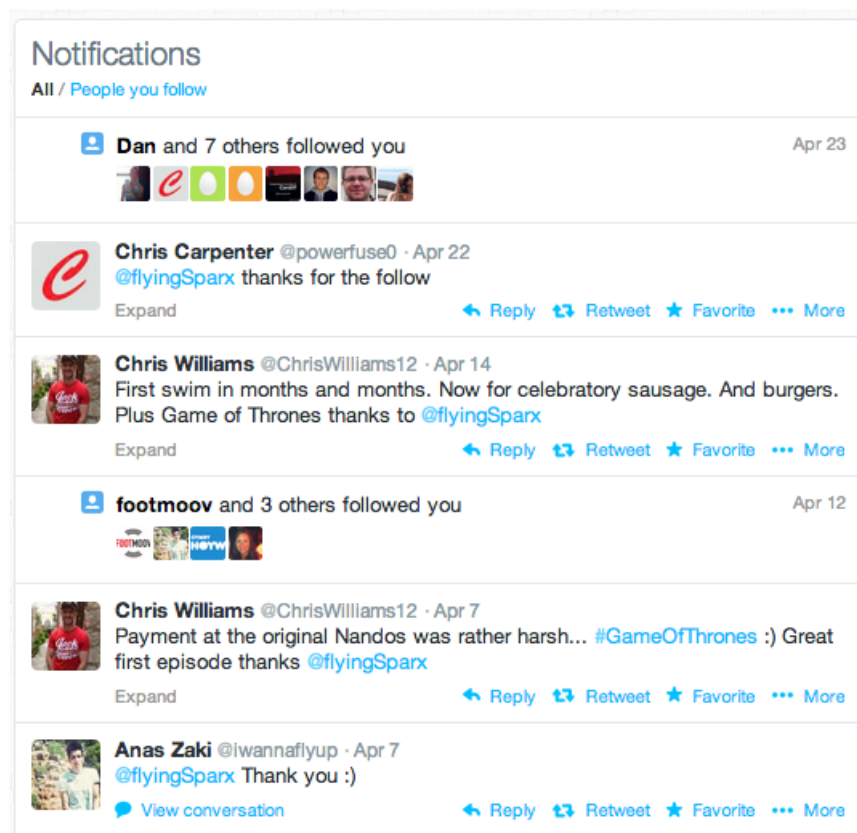 Notifications
All / People you follow
Dan and 7 others followed you
Apr 23
Chris Carpenter @powerfuse0 · Apr 22
@flyingSparx thanks for the follow
Expand
Reply Retweet Favorite More
Chris Williams @ChrisWilliams12 · Apr 14
First swim in months and months. Now for celebratory sausage. And burgers.
Plus Game of Thrones thanks to @flyingSparx
Expand
Reply Retweet Favorite More
footmoov and 3 others followed you
Apr 12
FOOTMOOV
HOYW
Chris Williams @ChrisWilliams12 · Apr 7
Payment at the original Nandos was rather harsh... #GameOfThrones :) Great
first episode thanks @flyingSparx
Expand
Reply Retweet Favorite More
Anas Zaki @iwannaflyup · Apr 7
@flyingSparx Thank you :)
View conversation
Reply Retweet Favorite More